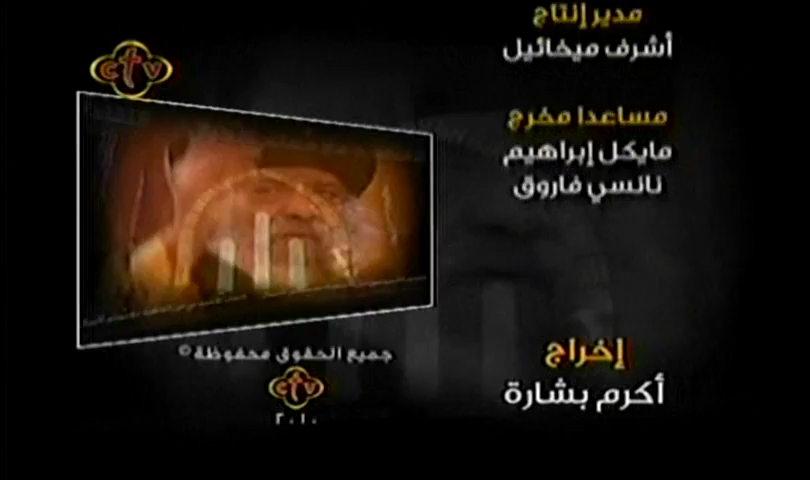 مدير إنتاج
أشرف ميخائيل
مساعدا مخرج
مايكل إبراهيم
نانسي فاروق
إخراج
أكرم بشارة
ctv
جميع الحقوق محفوظة ©
ctv
٢٠١٠